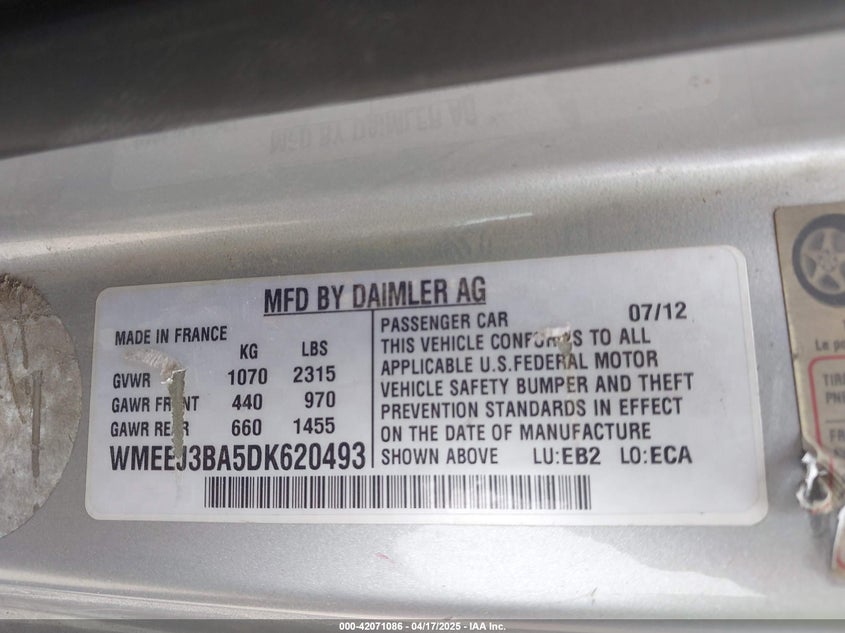 MFD BY DAIMLER AG
MADE IN FRANCE
KG LBS
GVWR 1070 2315
GAWR FRONT 440 970
GAWR REAR 660 1455
WMEEJ3BA5DK620493
PASSENGER CAR 07/12
THIS VEHICLE CONFORMS TO ALL
APPLICABLE U.S.FEDERAL MOTOR
VEHICLE SAFETY BUMPER AND THEFT
PREVENTION STANDARDS IN EFFECT
ON THE DATE OF MANUFACTURE
SHOWN ABOVE LU:EB2 LO:ECA
Le
000-42071086 - 04/17/2025 - IAA Inc.